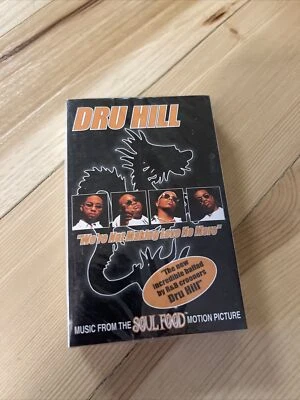 DRU HILL
"We're Not Making Love No More"
"The new
incredible ballad
by R&B crooners
Dru Hill"
MUSIC FROM THE SOUL FOOD MOTION PICTURE